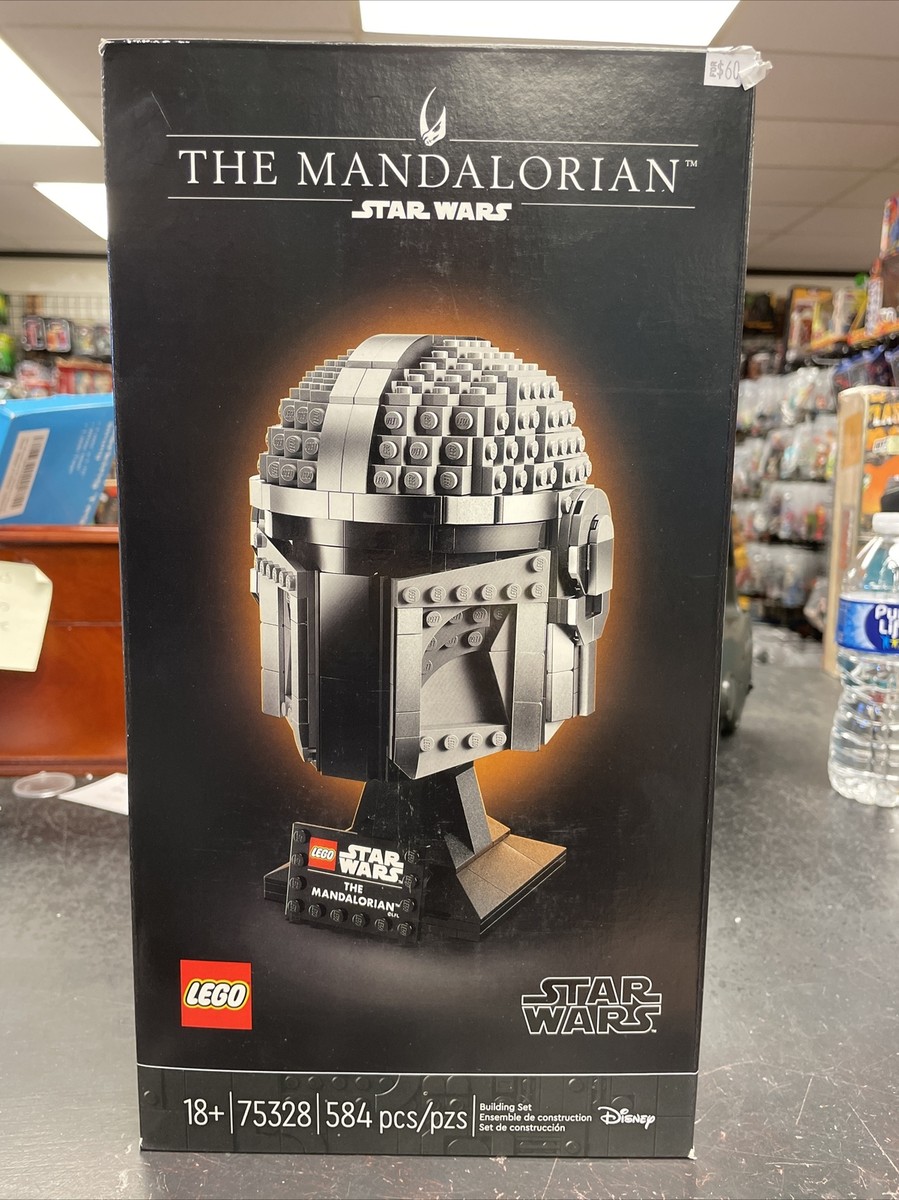 $60
THE MANDALORIAN™
STAR WARS
LEGO
STAR
WARS
THE
MANDALORIAN™
LEGO
STAR
WARS
18+ 75328 584 pcs/pzs
Building Set
Ensemble de construction
Set de construcción
Disney